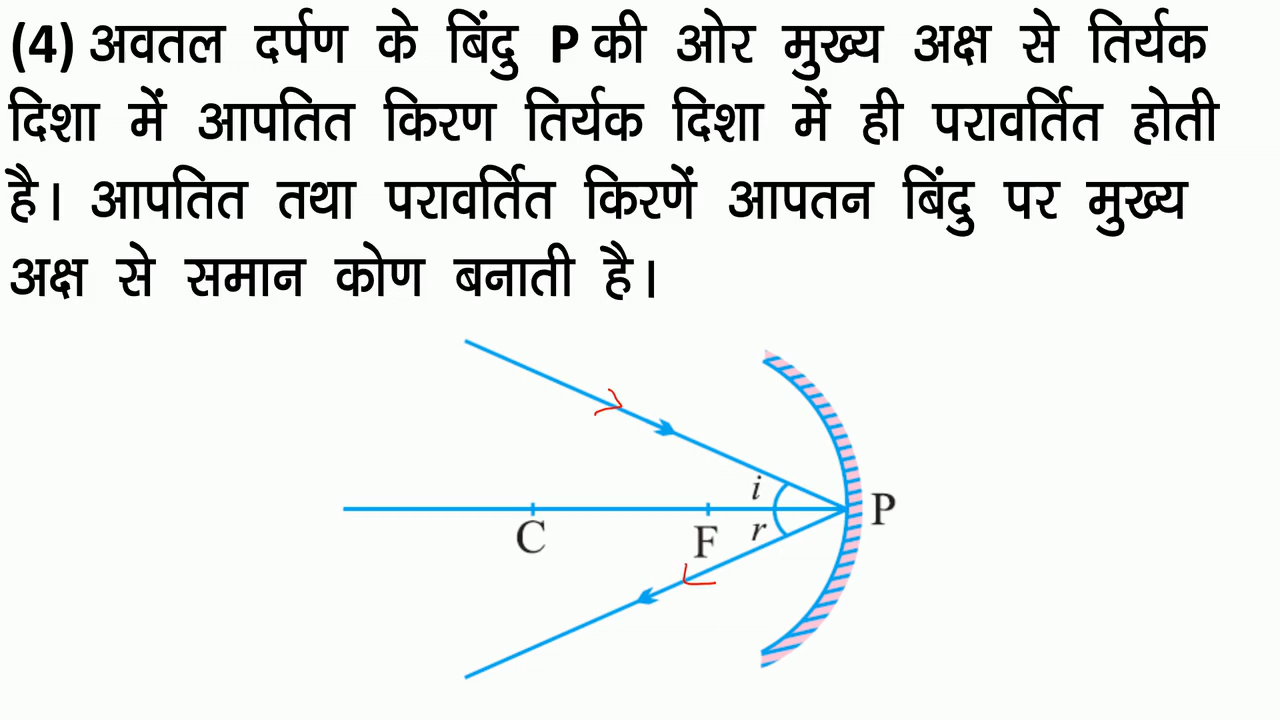 (4) अवतल दर्पण के बिंदु P की ओर मुख्य अक्ष से तिर्यक
दिशा में आपतित किरण तिर्यक दिशा में ही परावर्तित होती
है। आपतित तथा परावर्तित किरणें आपतन बिंदु पर मुख्य
अक्ष से समान कोण बनाती है।
i
P
C
F
r